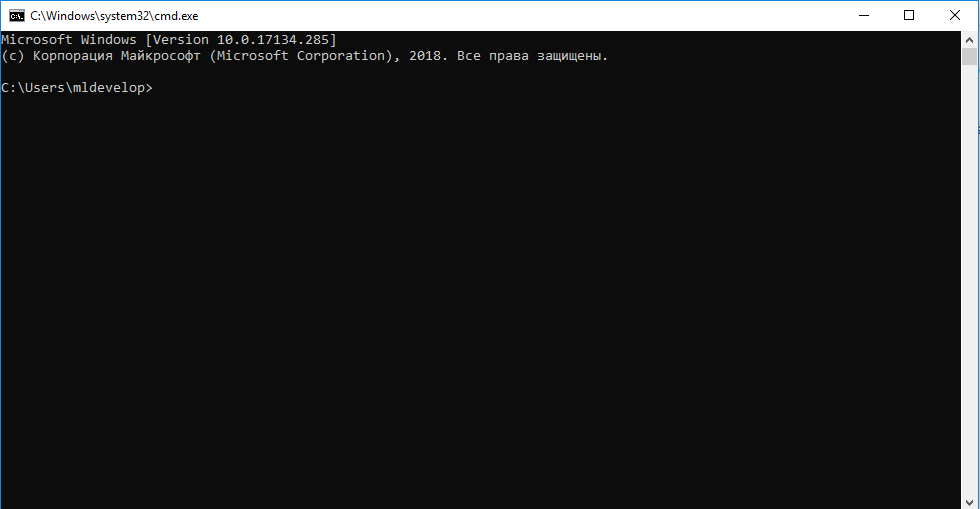 C:\Windows\system32\cmd.exe
Microsoft Windows [Version 10.0.17134.285]
(c) Корпорация Майкрософт (Microsoft Corporation), 2018. Все права защищены.
C:\Users\mldevelop>